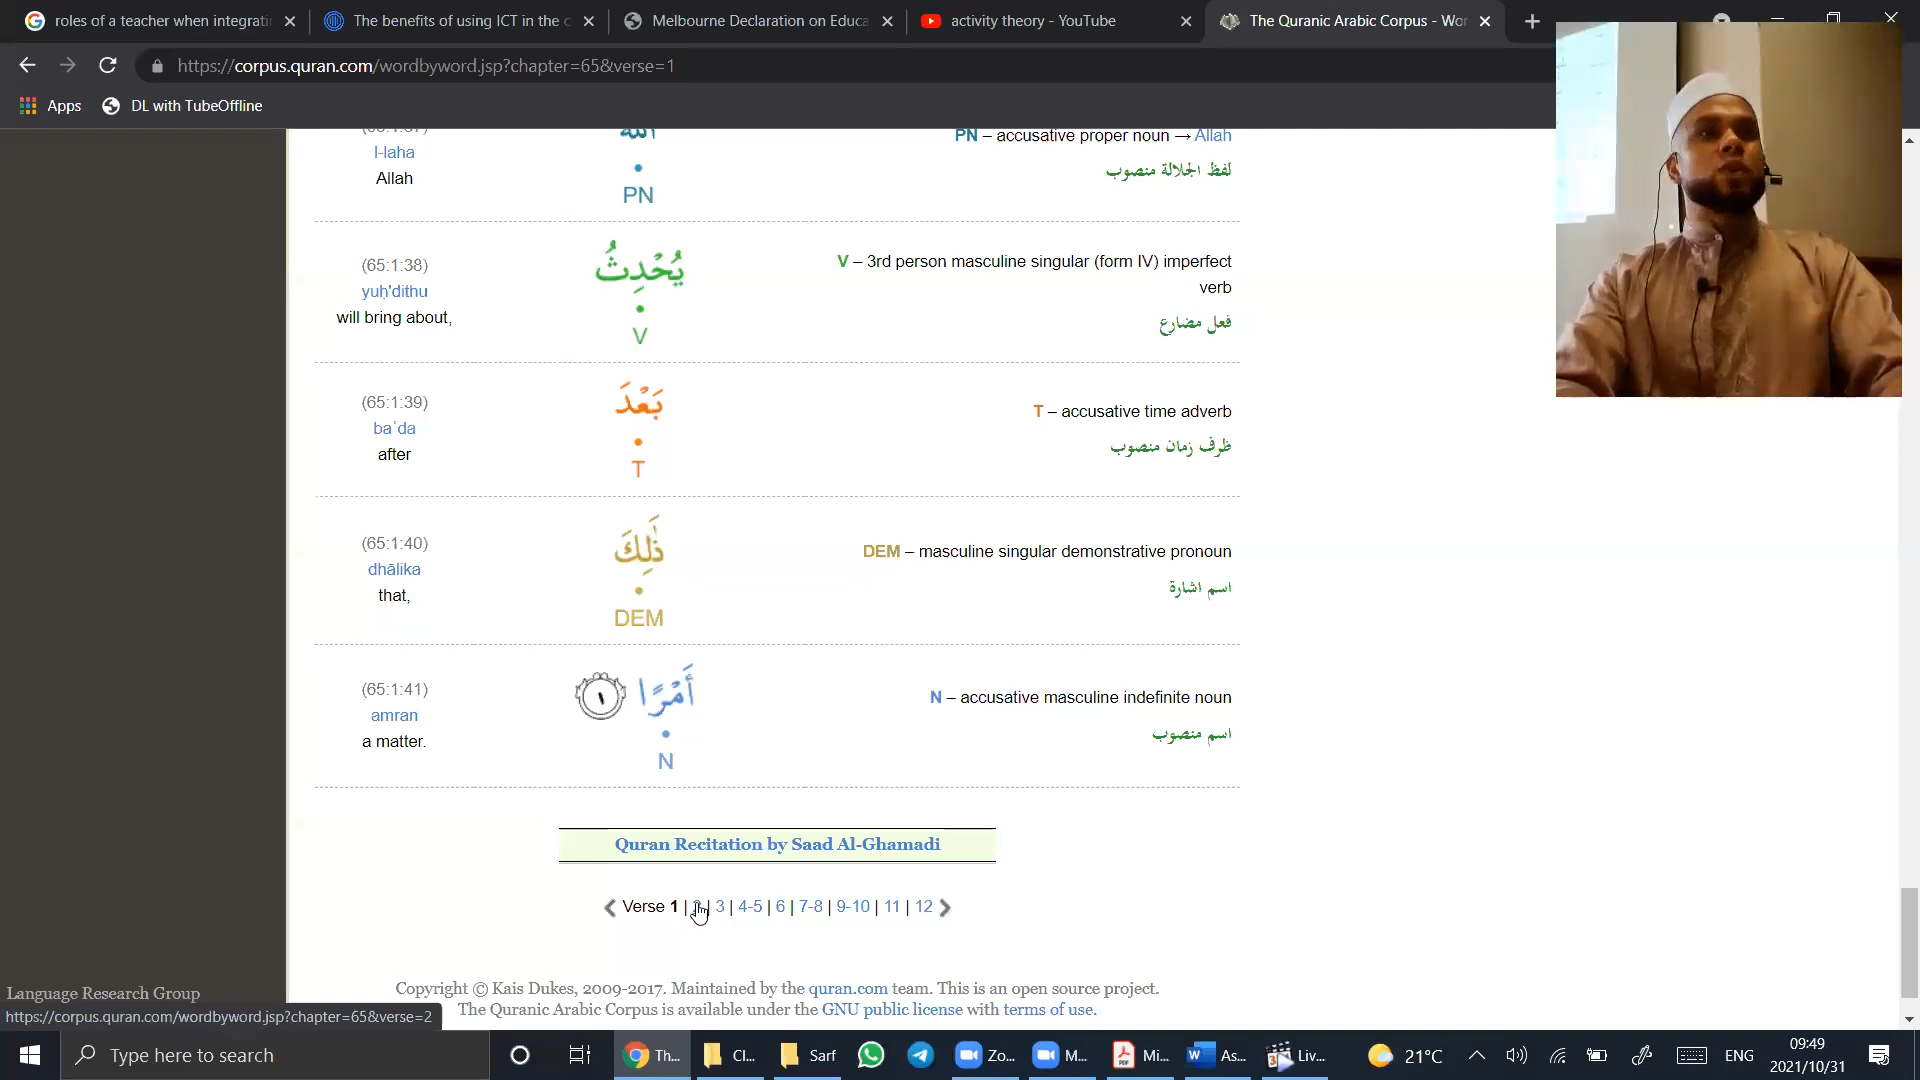 roles of a teacher when integrati
The benefits of using ICT in the c
Melbourne Declaration on Educa
activity theory - YouTube
The Quranic Arabic Corpus - Wor
https://corpus.quran.com/wordbyword.jsp?chapter=65&verse=1
Apps
DL with TubeOffline
l-laha
Allah
PN
PN – accusative proper noun → Allah
لفظ الجلالة منصوب
(65:1:38)
yuḥ'dithu
will bring about,
يُحْدِثُ
V
V – 3rd person masculine singular (form IV) imperfect
verb
فعل مضارع
(65:1:39)
baʿda
after
بَعْدَ
T
T – accusative time adverb
ظرف زمان منصوب
(65:1:40)
dhālika
that,
ذَٰلِكَ
DEM
DEM – masculine singular demonstrative pronoun
اسم اشارة
(65:1:41)
amran
a matter.
أَمْرًا ١
N
N – accusative masculine indefinite noun
اسم منصوب
Quran Recitation by Saad Al-Ghamadi
Verse 1 | 2 | 3 | 4-5 | 6 | 7-8 | 9-10 | 11 | 12
Copyright © Kais Dukes, 2009-2017. Maintained by the quran.com team. This is an open source project.
The Quranic Arabic Corpus is available under the GNU public license with terms of use.
Language Research Group
https://corpus.quran.com/wordbyword.jsp?chapter=65&verse=2
Type here to search
Th...
Cl...
Sarf
Zo...
M...
Mi...
As...
Liv...
21°C
ENG
09:49
2021/10/31